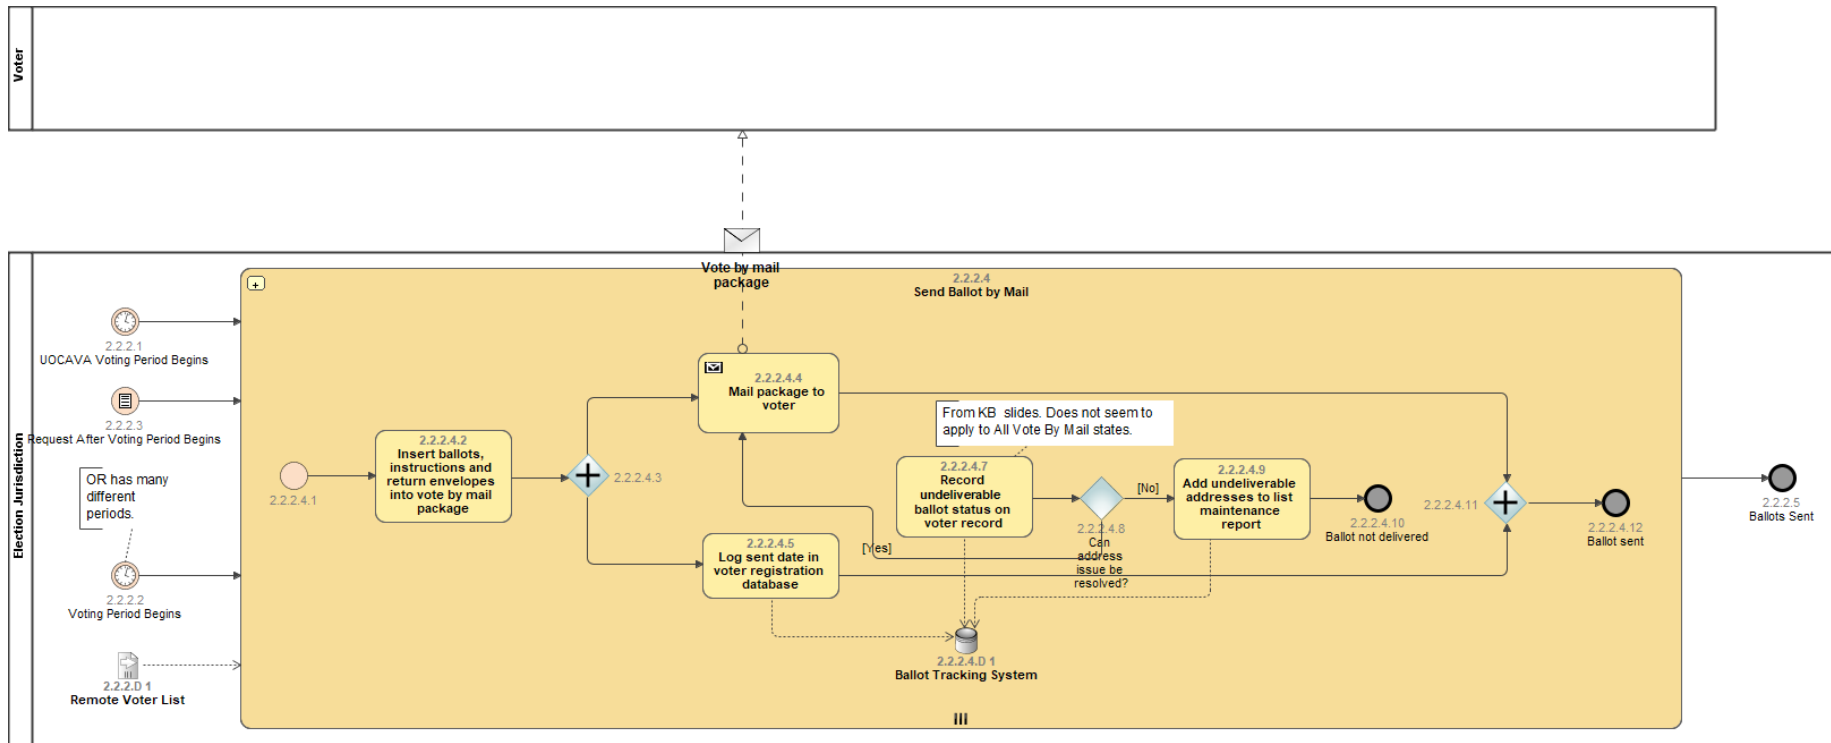 Voter
Vote by mail
package
Election Jurisdiction
2.2.2.4
Send Ballot by Mail
2.2.2.1
UOCAVA Voting Period Begins
2.2.2.3
Request After Voting Period Begins
OR has many
different
periods.
2.2.2.2
Voting Period Begins
2.2.2.D 1
Remote Voter List
2.2.2.4.1
2.2.2.4.2
Insert ballots,
instructions and
return envelopes
into vote by mail
package
2.2.2.4.3
2.2.2.4.4
Mail package to
voter
2.2.2.4.5
Log sent date in
voter registration
database
From KB slides. Does not seem to
apply to All Vote By Mail states.
2.2.2.4.7
Record
undeliverable
ballot status on
voter record
[Yes]
[No]
2.2.2.4.8
Can
address
issue be
resolved?
2.2.2.4.9
Add undeliverable
addresses to list
maintenance
report
2.2.2.4.10
Ballot not delivered
2.2.2.4.11
2.2.2.4.12
Ballot sent
2.2.2.5
Ballots Sent
2.2.2.4.D 1
Ballot Tracking System